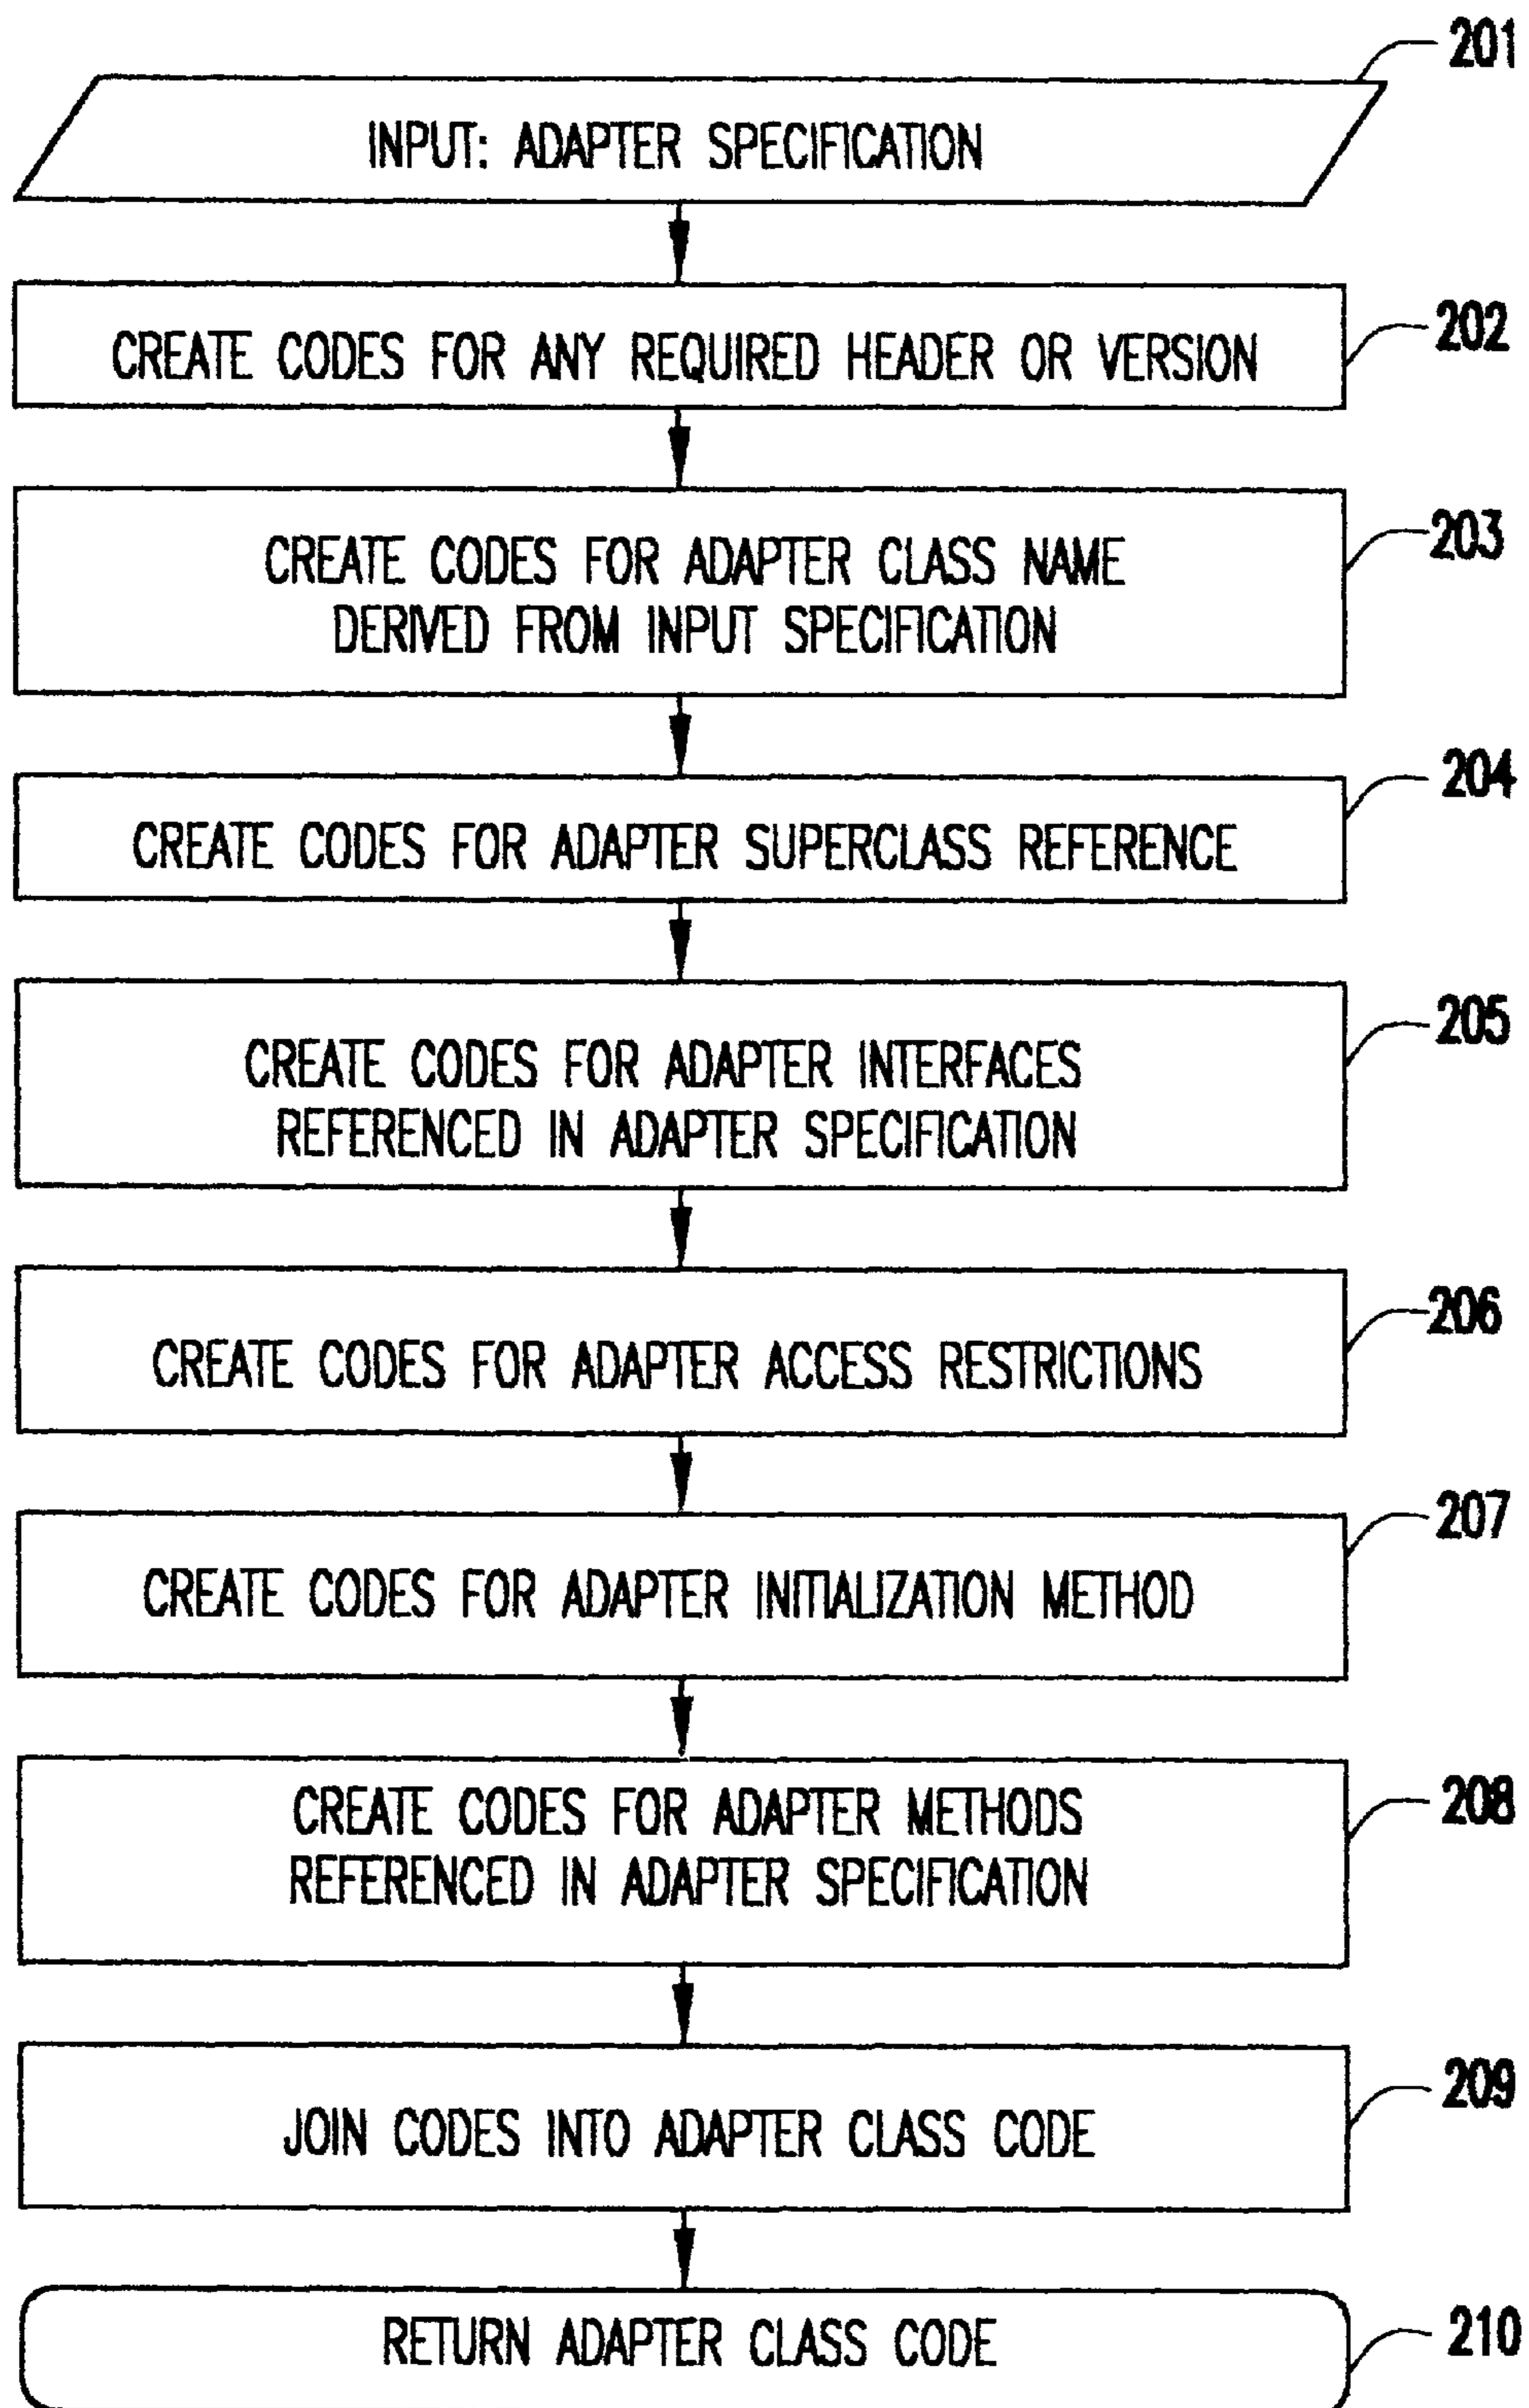 201
INPUT: ADAPTER SPECIFICATION
202
CREATE CODES FOR ANY REQUIRED HEADER OR VERSION
203
CREATE CODES FOR ADAPTER CLASS NAME
DERIVED FROM INPUT SPECIFICATION
204
CREATE CODES FOR ADAPTER SUPERCLASS REFERENCE
205
CREATE CODES FOR ADAPTER INTERFACES
REFERENCED IN ADAPTER SPECIFICATION
206
CREATE CODES FOR ADAPTER ACCESS RESTRICTIONS
207
CREATE CODES FOR ADAPTER INITIALIZATION METHOD
208
CREATE CODES FOR ADAPTER METHODS
REFERENCED IN ADAPTER SPECIFICATION
209
JOIN CODES INTO ADAPTER CLASS CODE
210
RETURN ADAPTER CLASS CODE